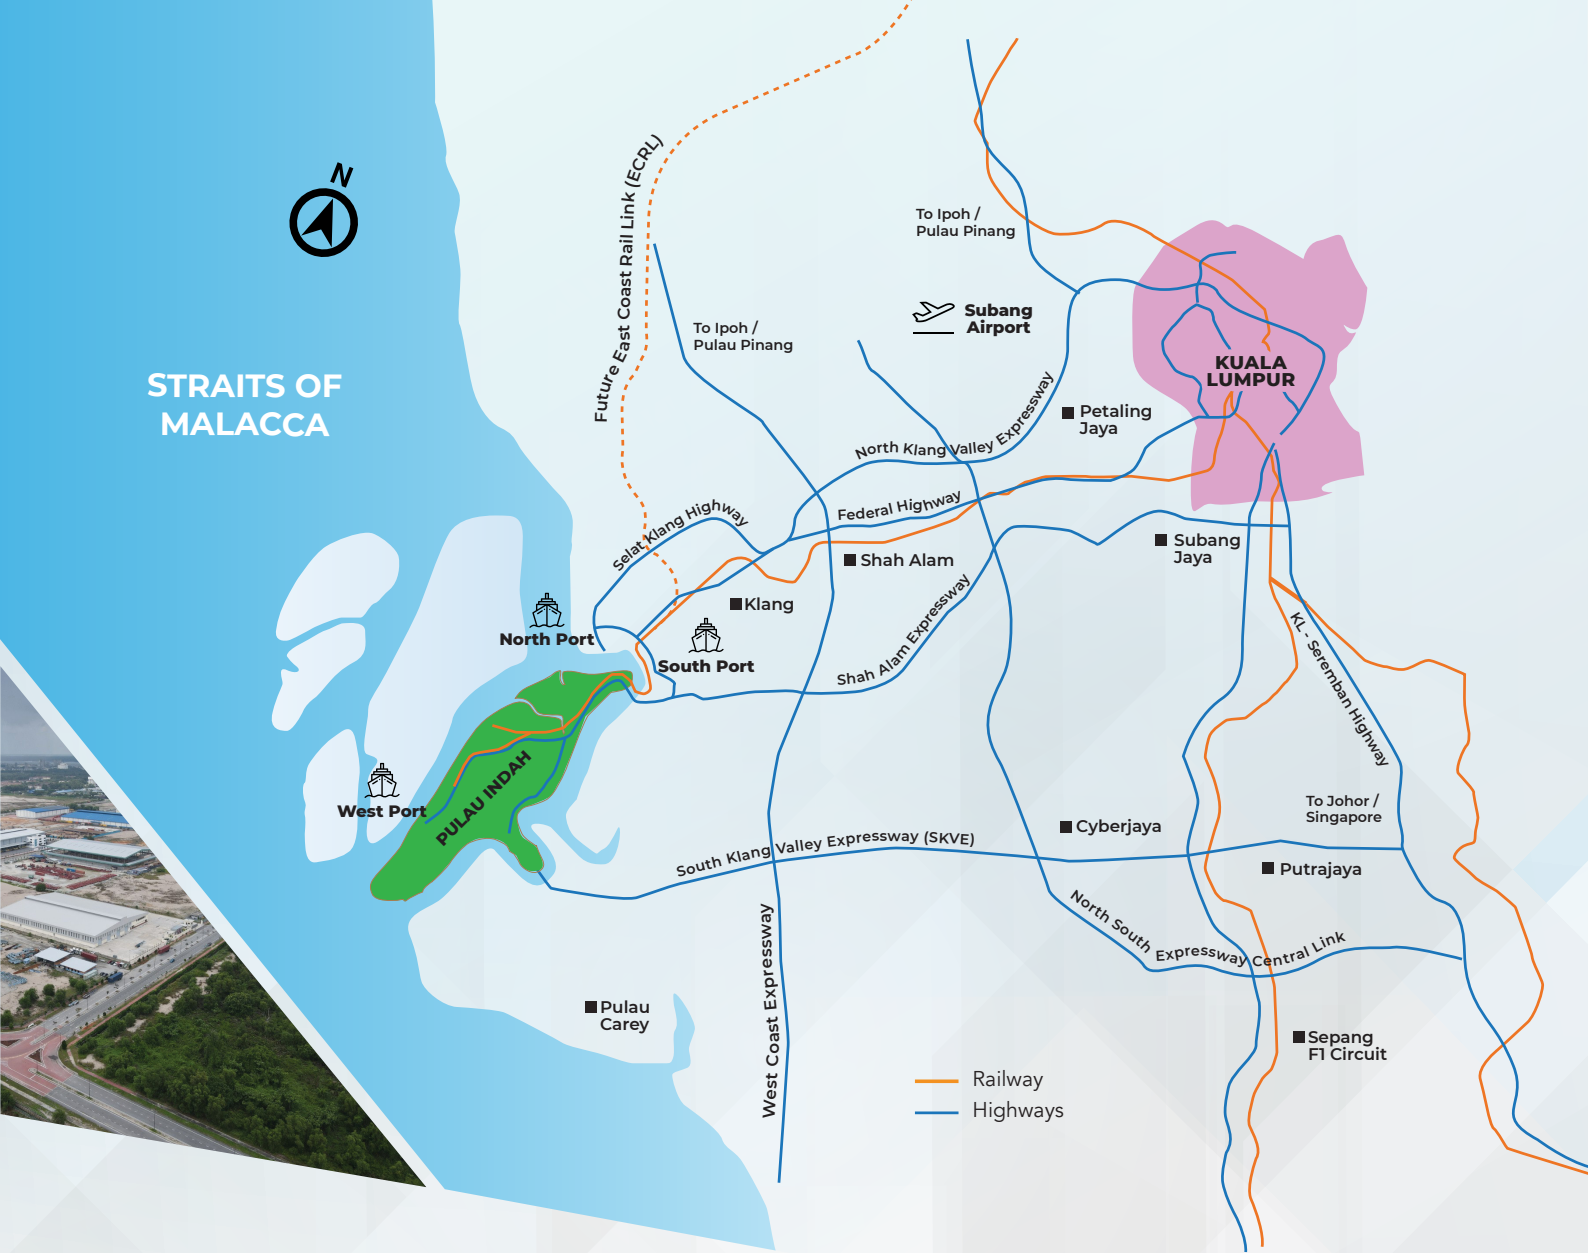 N
Future East Coast Rail Link (ECRL)
To Ipoh /
Pulau Pinang
To Ipoh /
Pulau Pinang
Subang
Airport
STRAITS OF
MALACCA
KUALA
LUMPUR
Petaling
Jaya
North Klang Valley Expressway
Selat Klang Highway
Federal Highway
Shah Alam
Subang
Jaya
Klang
North Port
South Port
Shah Alam Expressway
KL - Seremban Highway
West Port
PULAU INDAH
To Johor /
Singapore
South Klang Valley Expressway (SKVE)
Cyberjaya
Putrajaya
North South Expressway Central Link
West Coast Expressway
Pulau
Carey
Sepang
F1 Circuit
Railway
Highways